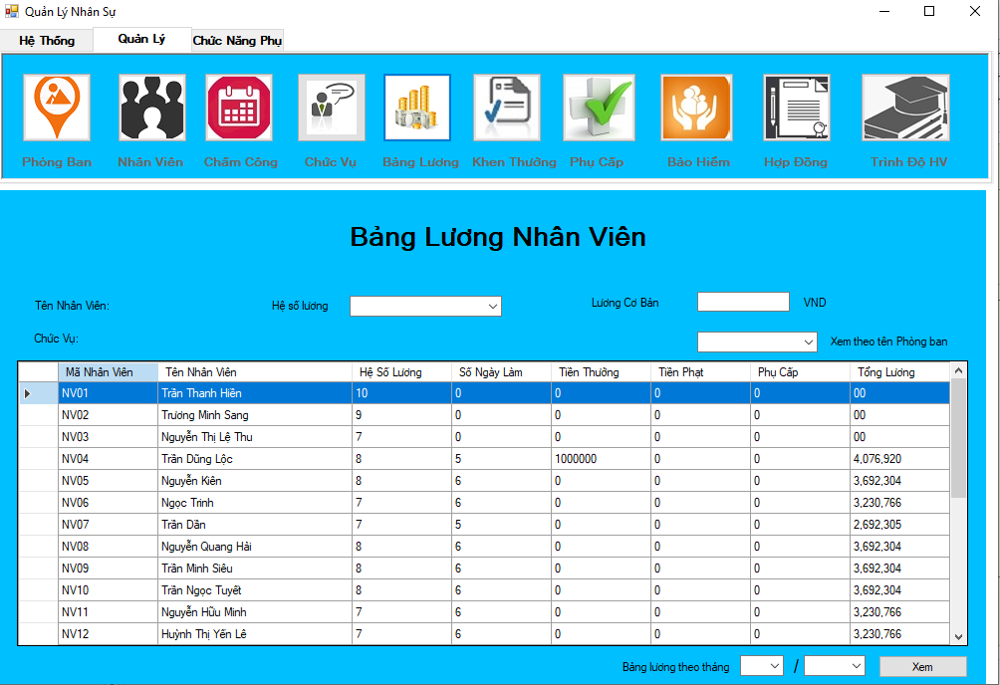 Quản Lý Nhân Sự
Hệ Thống Quản Lý Chức Năng Phụ
Phòng Ban Nhân Viên Chấm Công Chức Vụ Bảng Lương Khen Thưởng Phụ Cấp Bảo Hiểm Hợp Đồng Trình Độ HV
Bảng Lương Nhân Viên
Tên Nhân Viên: Hệ số lương Lương Cơ Bản VND
Chức Vụ: Xem theo tên Phòng ban
Mã Nhân Viên Tên Nhân Viên Hệ Số Lương Số Ngày Làm Tiền Thưởng Tiền Phạt Phụ Cấp Tổng Lương
NV01 Trần Thanh Hiền 10 0 0 0 0 00
NV02 Trương Minh Sang 9 0 0 0 0 00
NV03 Nguyễn Thị Lệ Thu 7 0 0 0 0 00
NV04 Trần Dũng Lộc 8 5 1000000 0 0 4,076,920
NV05 Nguyễn Kiên 8 6 0 0 0 3,692,304
NV06 Ngọc Trinh 7 6 0 0 0 3,230,766
NV07 Trần Dần 7 5 0 0 0 2,692,305
NV08 Nguyễn Quang Hải 8 6 0 0 0 3,692,304
NV09 Trần Minh Siêu 8 6 0 0 0 3,692,304
NV10 Trần Ngọc Tuyết 8 6 0 0 0 3,692,304
NV11 Nguyễn Hữu Minh 7 6 0 0 0 3,230,766
NV12 Huỳnh Thị Yến Lê 7 6 0 0 0 3,230,766
Bảng lương theo tháng / Xem